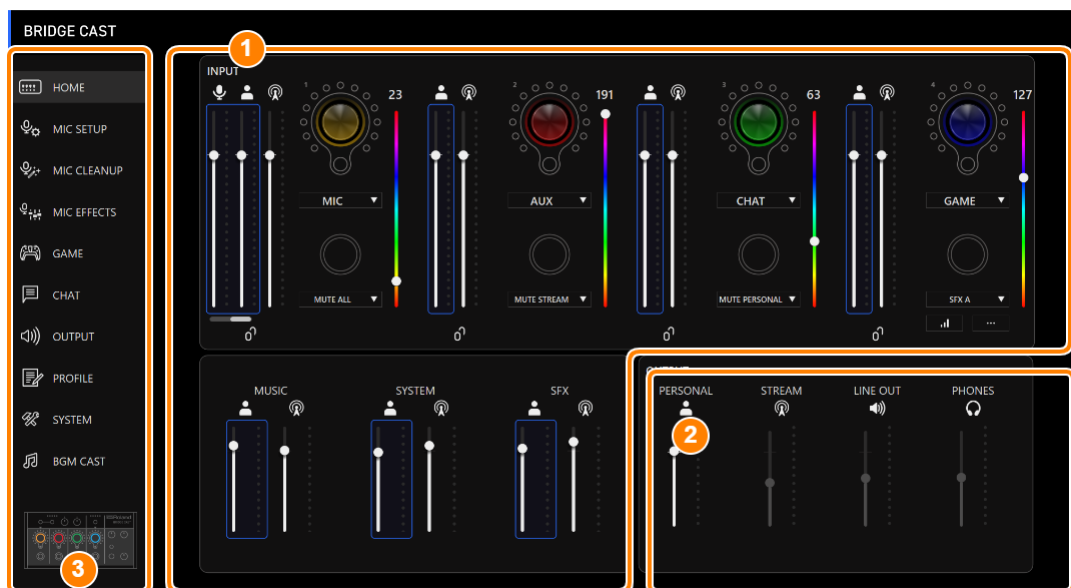 BRIDGE CAST
1
INPUT
HOME
MIC SETUP
MIC CLEANUP
MIC EFFECTS
GAME
CHAT
OUTPUT
PROFILE
SYSTEM
BGM CAST
3
1
23
MIC
MUTE ALL
2
191
AUX
MUTE STREAM
3
63
CHAT
MUTE PERSONAL
4
127
GAME
SFX A
...
MUSIC
SYSTEM
SFX
PERSONAL
STREAM
LINE OUT
PHONES
2